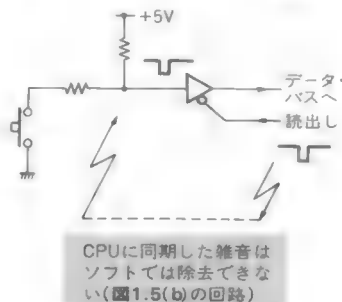 +5V
データ・
バスへ
読出し
CPUに同期した雑音は
ソフトでは除去できな
い(図1.5(b)の回路)